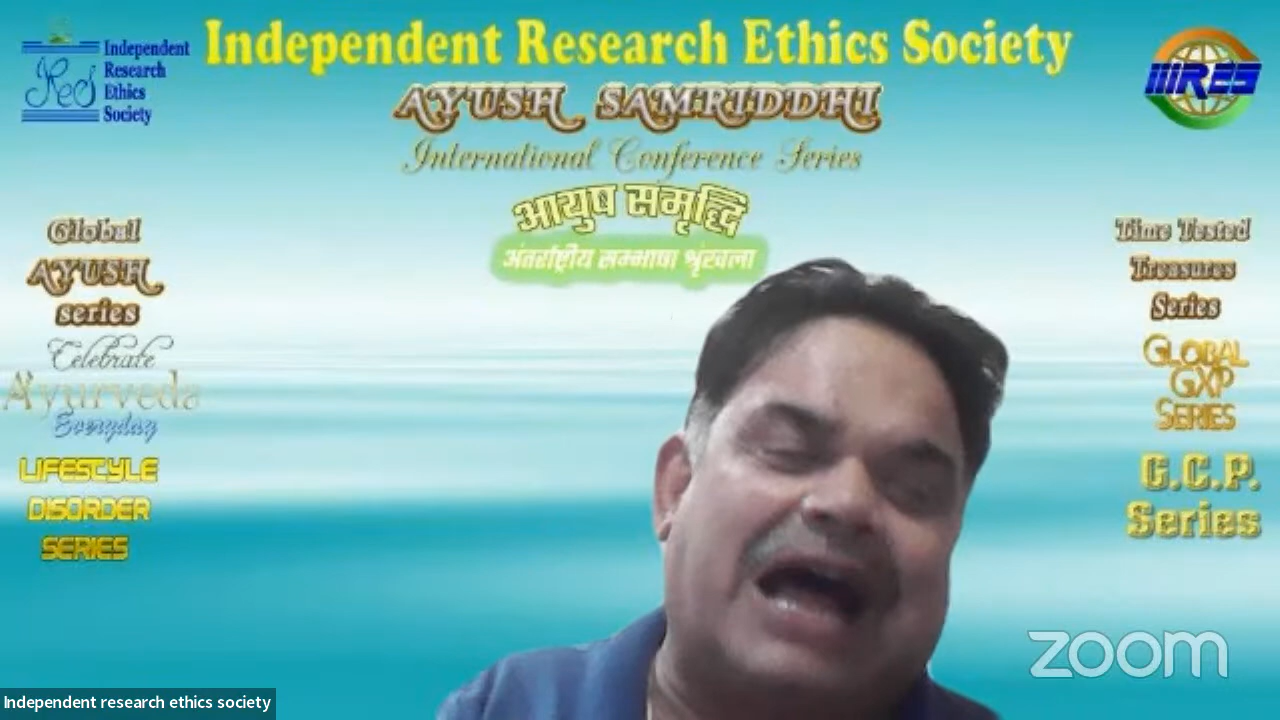 Independent Research Ethics Society
IReS
Independent
Research
Ethics
Society
IIIRES
AYUSH SAMRIDDHI
International Conference Series
आयुष समृद्धि
अंतर्राष्ट्रीय सम्भाषा श्रृंखला
Global
AYUSH
series
Celebrate
Ayurveda
Everyday
LIFESTYLE
DISORDER
SERIES
Time Tested
Treasures
Series
GLOBAL
GXP
SERIES
G.C.P.
Series
zoom
Independent research ethics society